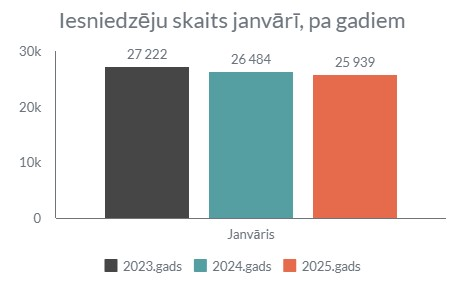 Iesniedzēju skaits janvārī, pa gadiem
30k
20k
10k
0
27 222
26 484
25 939
Janvāris
2023.gads 2024.gads 2025.gads